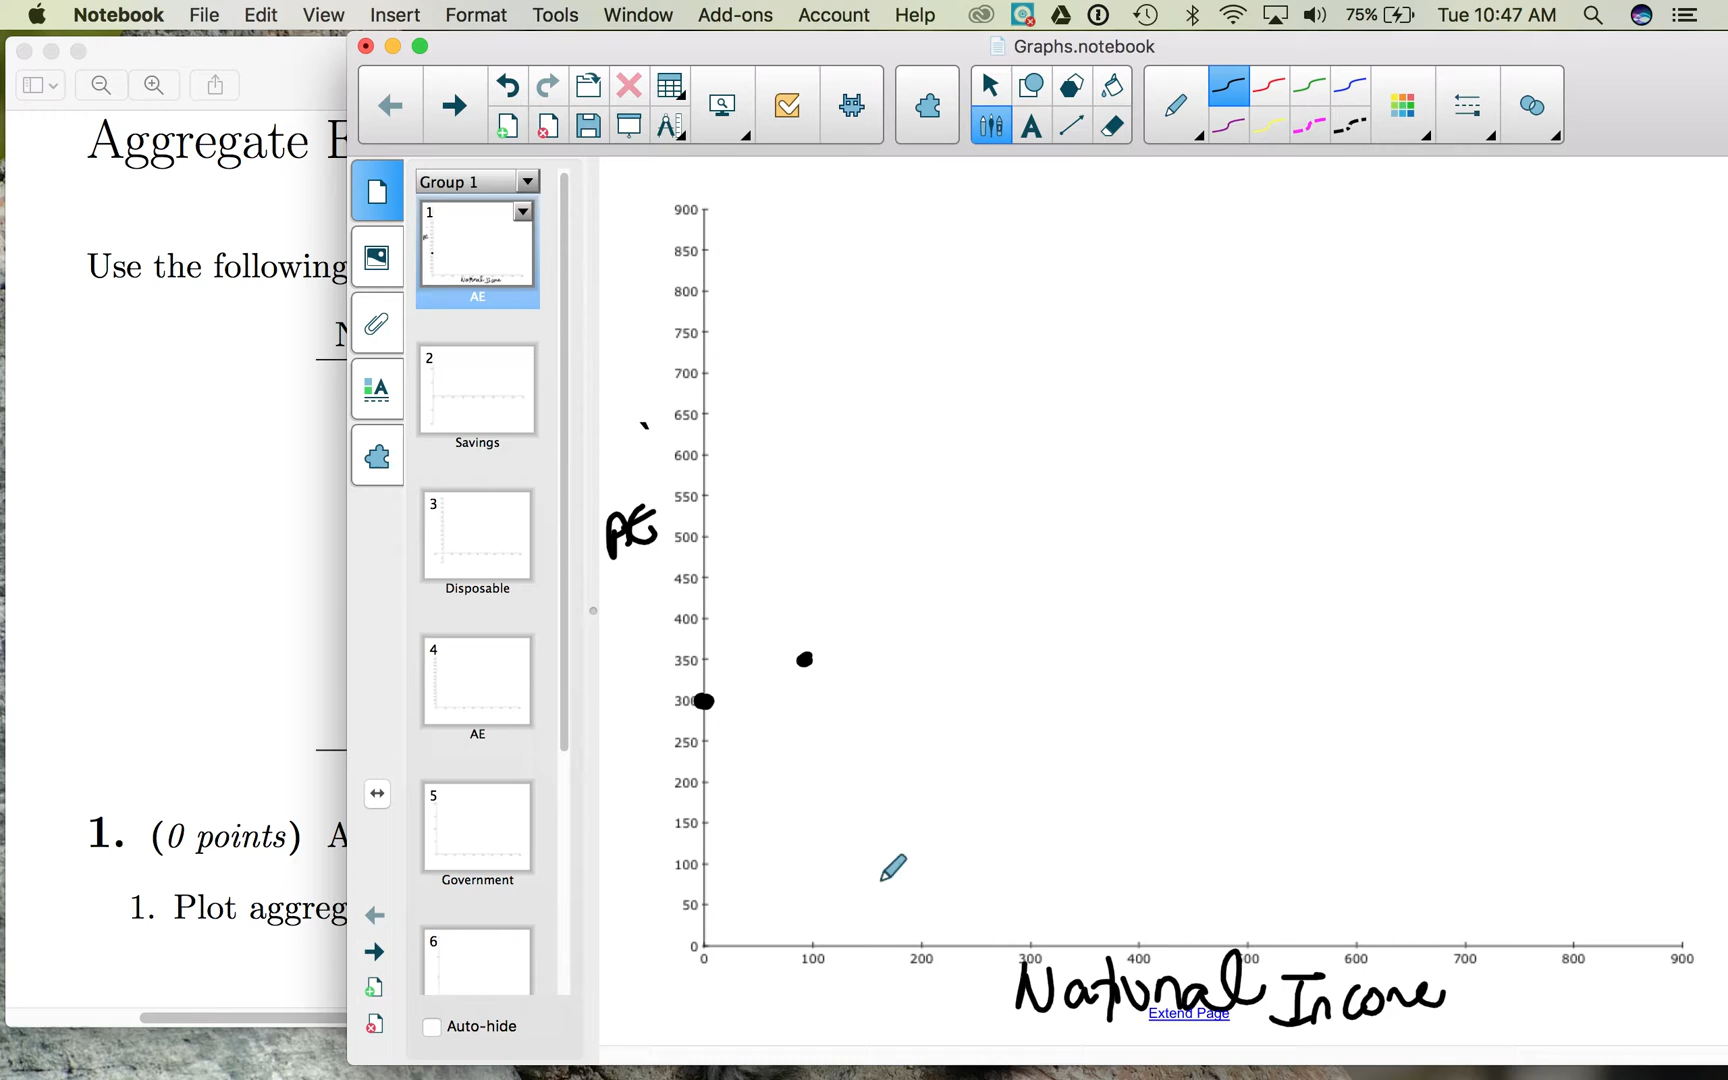 Notebook File Edit View Insert Format Tools Window Add-ons Account Help 75% Tue 10:47 AM
Graphs.notebook
Aggregate E
Use the following
N
1. (0 points) A
1. Plot aggreg
Group 1
1
AE
2
Savings
3
Disposable
4
AE
5
Government
6
Auto-hide
900
850
800
750
700
650
600
550
500
450
400
350
300
250
200
150
100
50
0
AE
0 100 200 300 400 500 600 700 800 900
National Income
Extend Page